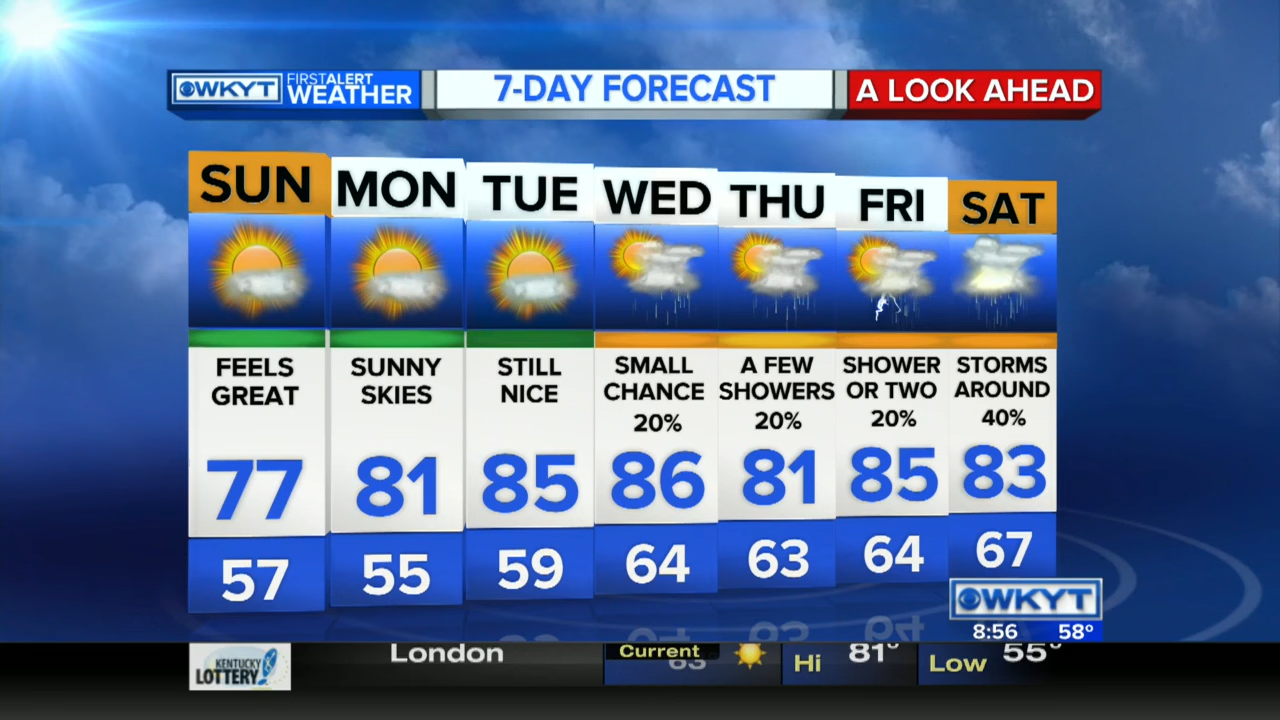 WKYT FIRST ALERT WEATHER
7-DAY FORECAST
A LOOK AHEAD
SUN MON TUE WED THU FRI SAT
FEELS
GREAT
77
57
SUNNY
SKIES
81
55
STILL
NICE
85
59
SMALL
CHANCE
20%
86
64
A FEW
SHOWERS
20%
81
63
SHOWER
OR TWO
20%
85
64
STORMS
AROUND
40%
83
67
WKYT
8:56 58°
KENTUCKY
LOTTERY
London
Current
63
Hi 81°
Low 55°